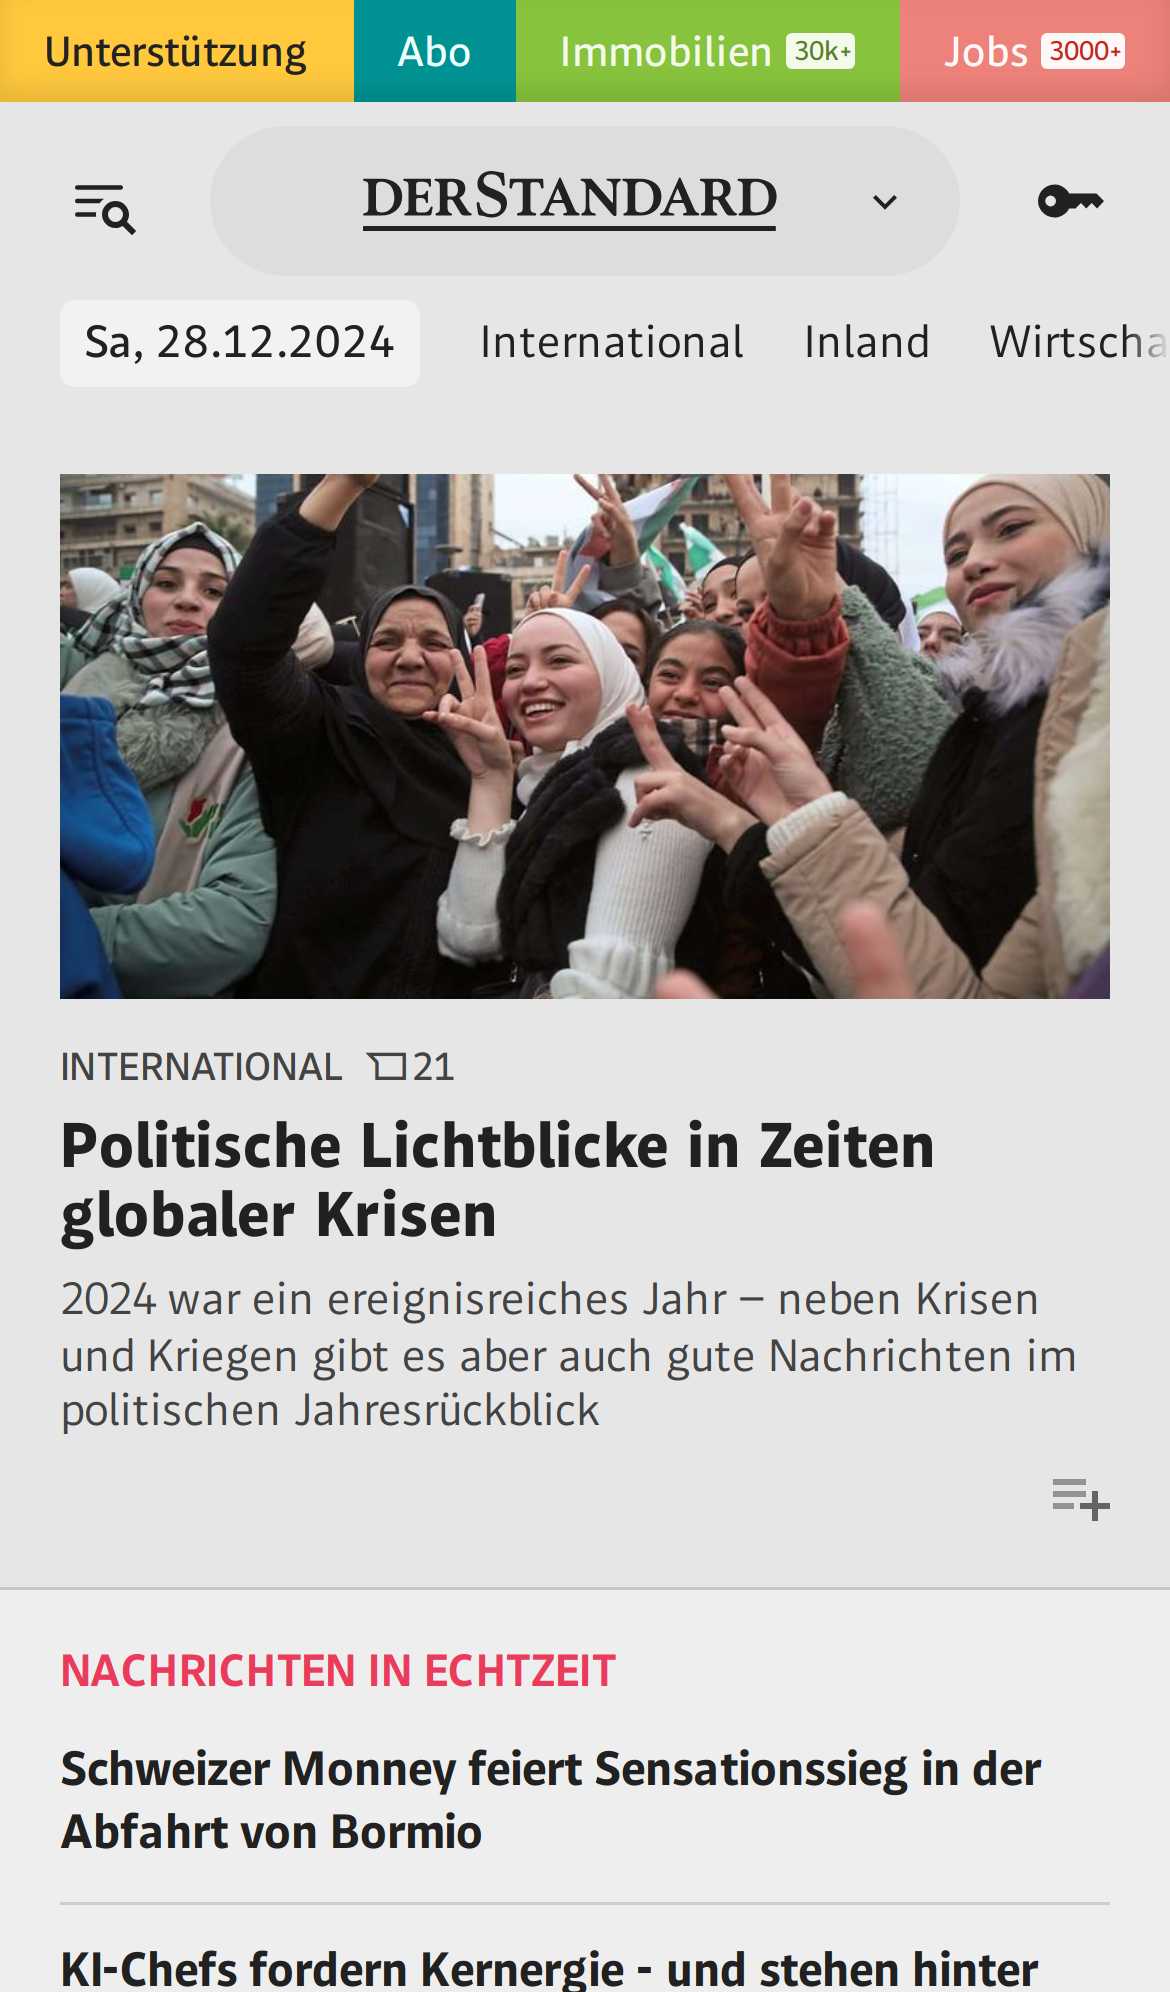 Unterstützung
Abo
Immobilien 30k+
Jobs 3000+
DERSTANDARD
Sa, 28.12.2024
International
Inland
Wirtscha
INTERNATIONAL 21
Politische Lichtblicke in Zeiten
globaler Krisen
2024 war ein ereignisreiches Jahr – neben Krisen
und Kriegen gibt es aber auch gute Nachrichten im
politischen Jahresrückblick
NACHRICHTEN IN ECHTZEIT
Schweizer Monney feiert Sensationssieg in der
Abfahrt von Bormio
KI-Chefs fordern Kernergie - und stehen hinter